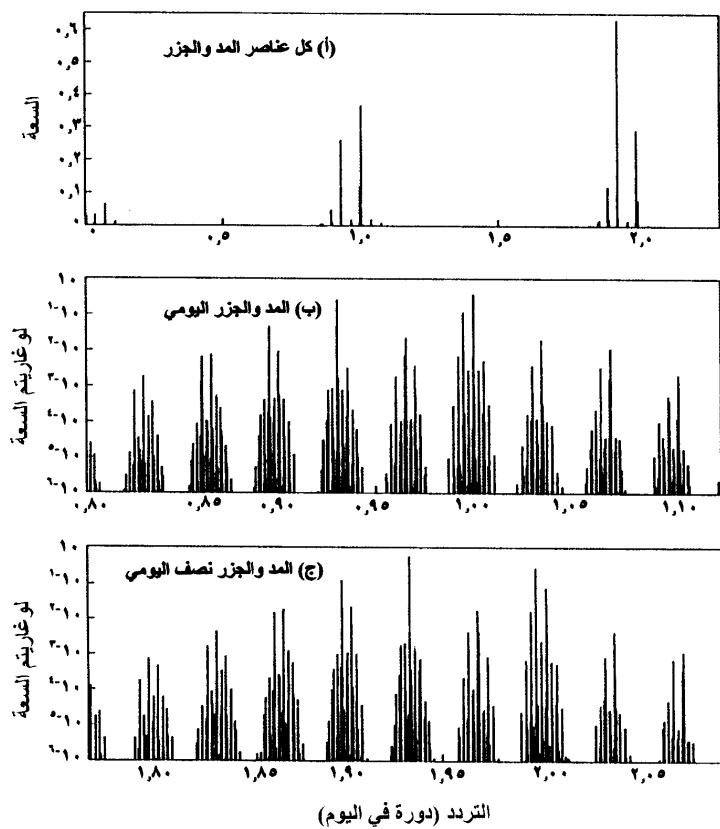 (أ) كل عناصر المد والجزر
السعة
٠,٦
٠,٥
٠,٤
٠,٣
٠,٢
٠,١
٠
٠ ٠,٥ ١,٠ ١,٥ ٢,٠
(ب) المد والجزر اليومي
لوغاريتم السعة
١٠
١٠-١
١٠-٢
١٠-٣
١٠-٤
١٠-٥
١٠-٦
٠,٨٠ ٠,٨٥ ٠,٩٠ ٠,٩٥ ١,٠٠ ١,٠٥ ١,١٠
(ج) المد والجزر نصف اليومي
لوغاريتم السعة
١٠
١٠-١
١٠-٢
١٠-٣
١٠-٤
١٠-٥
١٠-٦
١,٨٠ ١,٨٥ ١,٩٠ ١,٩٥ ٢,٠٠ ٢,٠٥
التردد (دورة في اليوم)